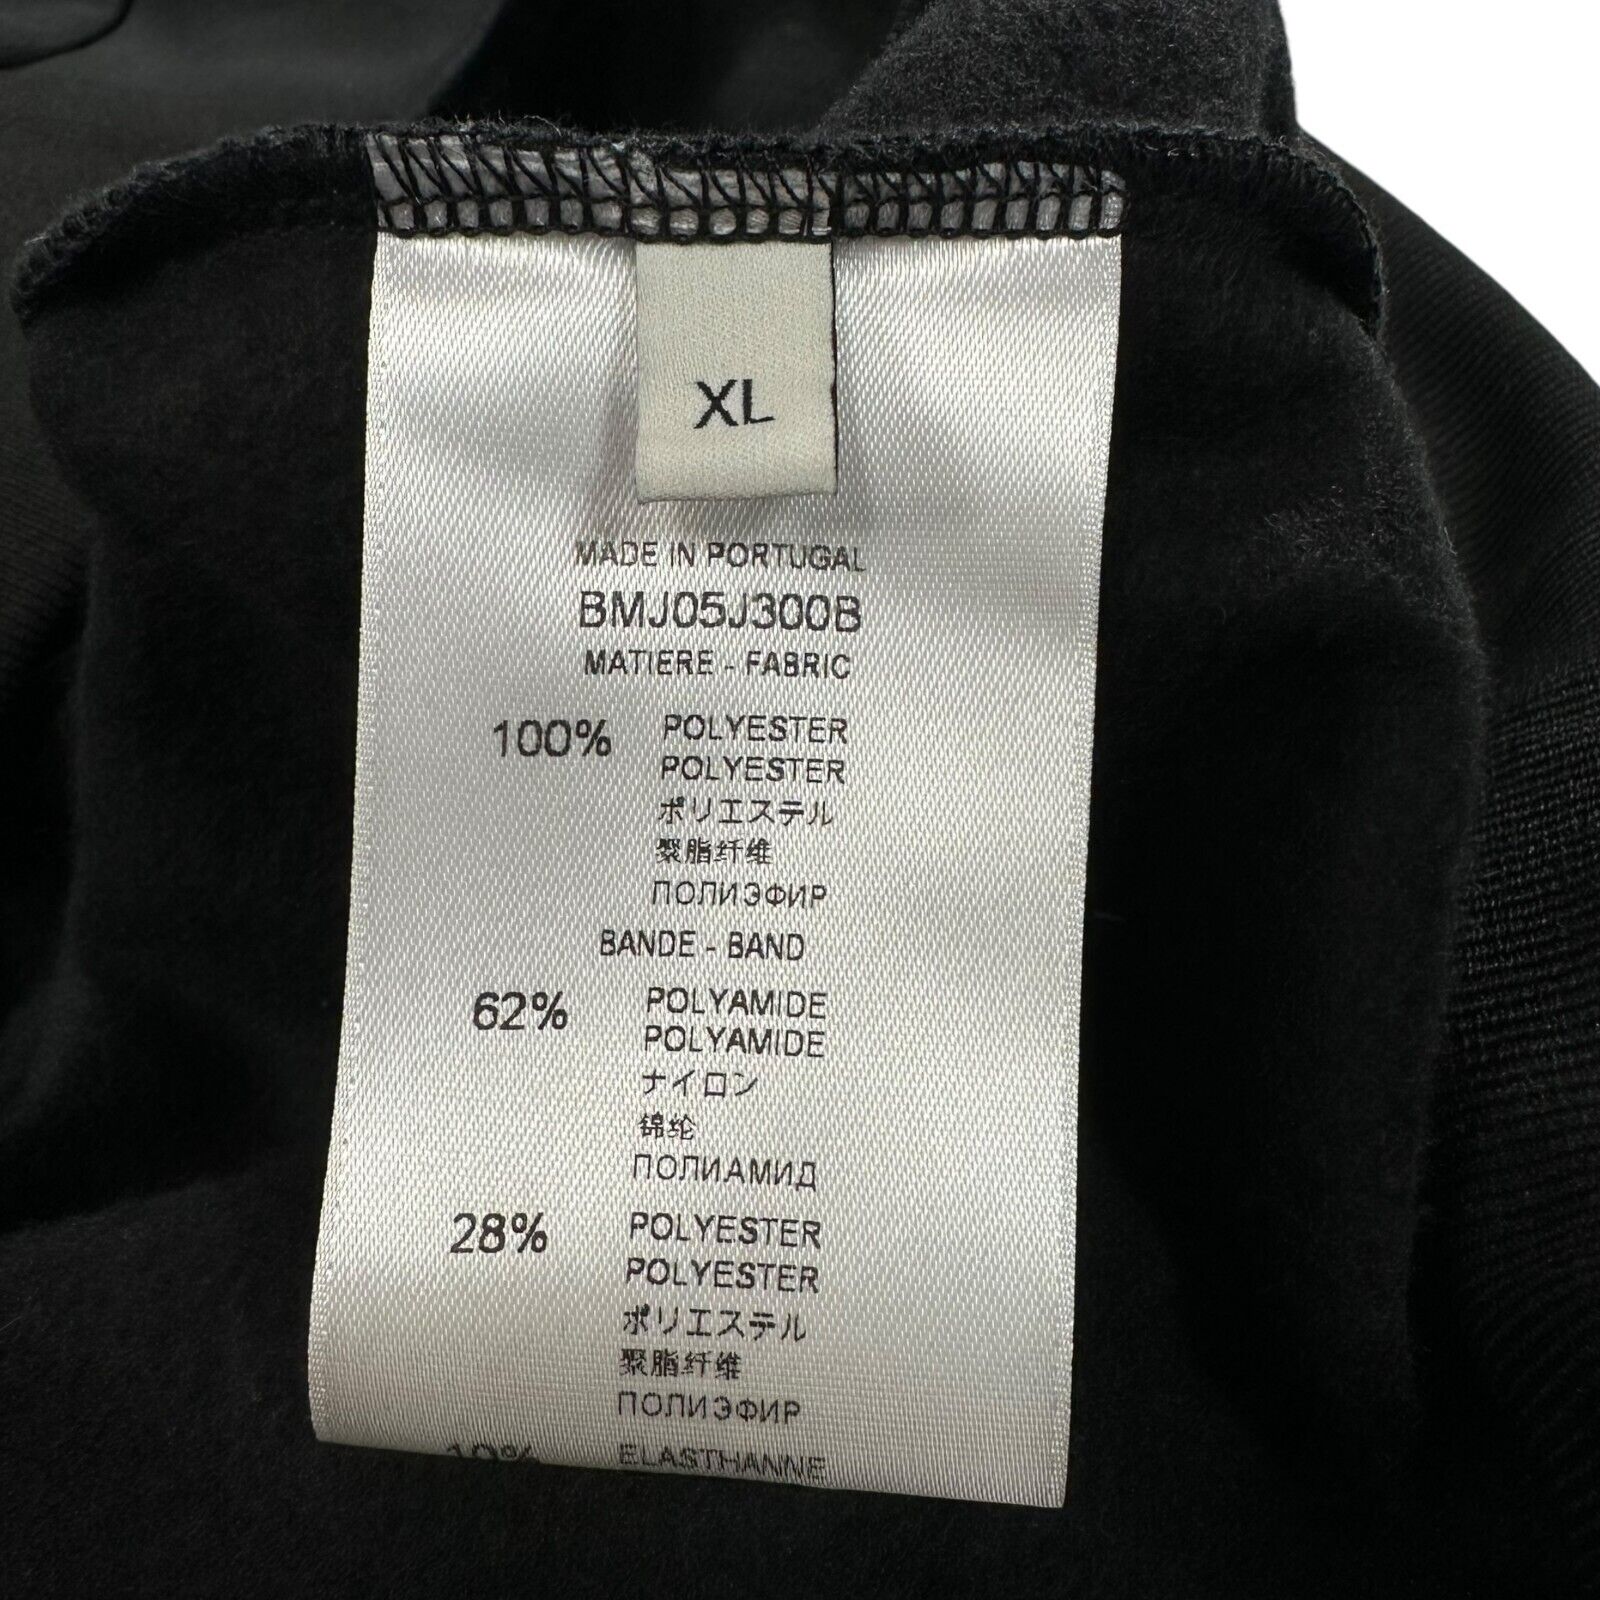 XL
MADE IN PORTUGAL
BMJ05J300B
MATIERE - FABRIC
100% POLYESTER
POLYESTER
ポリエステル
聚脂纤维
ПОЛИЭФИР
BANDE - BAND
62% POLYAMIDE
POLYAMIDE
ナイロン
锦纶
ПОЛИАМИД
28% POLYESTER
POLYESTER
ポリエステル
聚脂纤维
ПОЛИЭФИР
10% ELASTHANNE